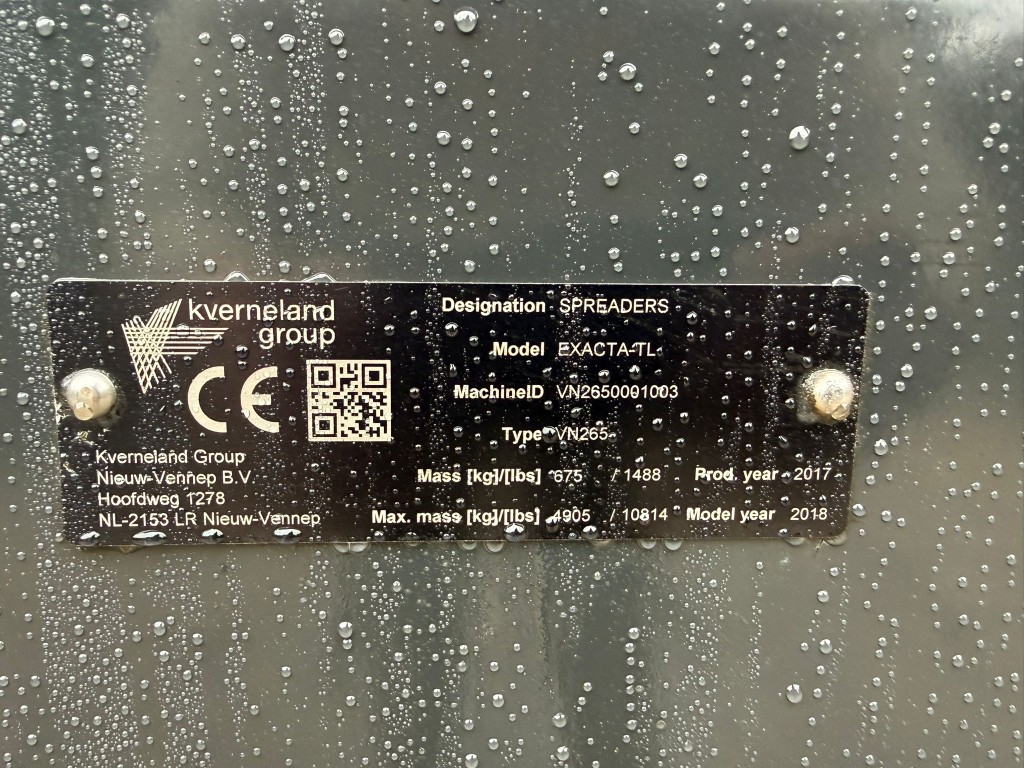 kverneland
group
CE
Kverneland Group
Nieuw-Vennep B.V.
Hoofdweg 1278
NL-2153 LR Nieuw-Vennep
Designation SPREADERS
Model EXACTA-TL
MachineID VN2650001003
Type VN265
Mass [kg]/[lbs] 675 / 1488 Prod. year 2017
Max. mass [kg]/[lbs] 4905 / 10814 Model year 2018